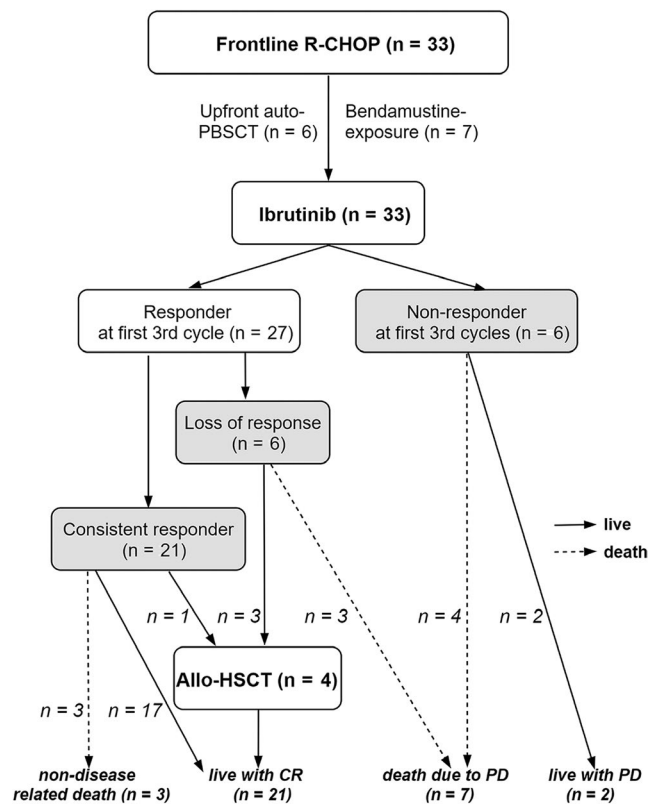 Frontline R-CHOP (n = 33)
Upfront auto-
PBSCT (n = 6)
Bendamustine-
exposure (n = 7)
Ibrutinib (n = 33)
Responder
at first 3rd cycle (n = 27)
Non-responder
at first 3rd cycles (n = 6)
Loss of response
(n = 6)
Consistent responder
(n = 21)
live
death
n = 1
n = 3
n = 3
n = 4
n = 2
Allo-HSCT (n = 4)
n = 3
n = 17
non-disease
related death (n = 3)
live with CR
(n = 21)
death due to PD
(n = 7)
live with PD
(n = 2)